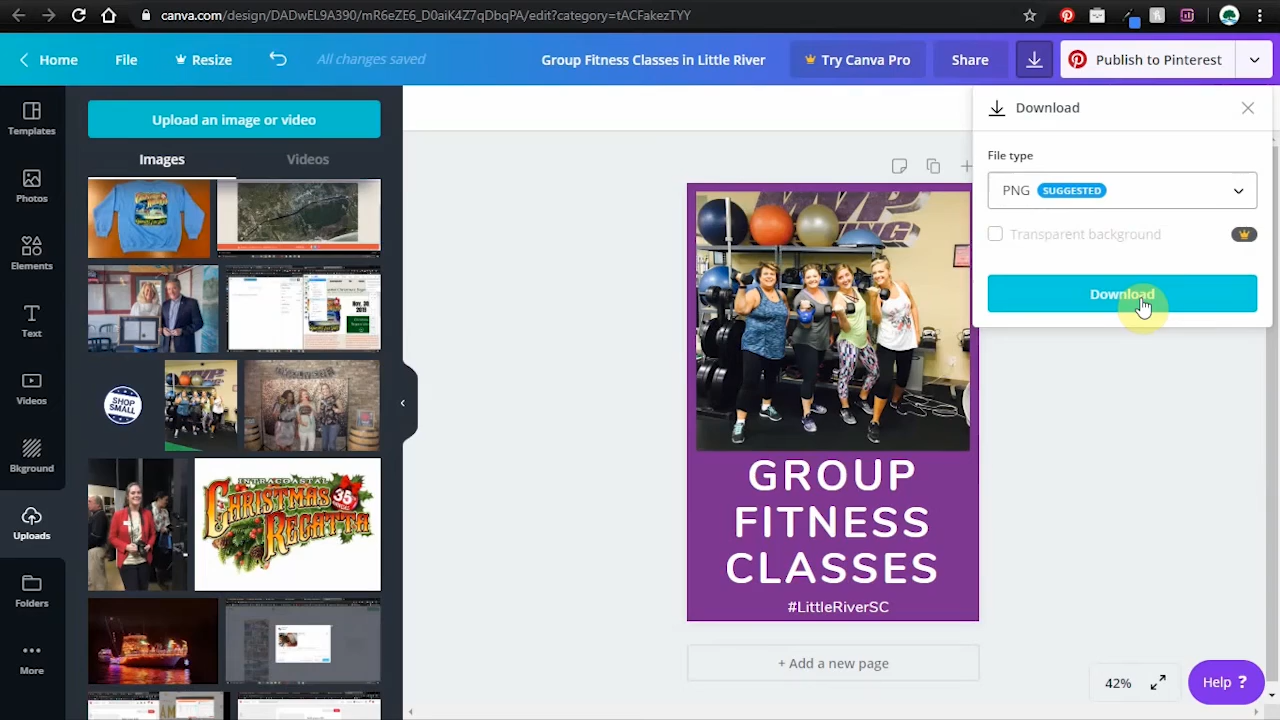 canva.com/design/DADwEL9A390/mR6eZE6_D0aiK4Z7qDbqPA/edit?category=tACFakezTYY
Home
File
Resize
All changes saved
Group Fitness Classes in Little River
Try Canva Pro
Share
Publish to Pinterest
Templates
Photos
Elements
Text
Videos
Bkground
Uploads
Folders
More
Upload an image or video
Images
Videos
SHOP
SMALL
INTRACOASTAL
CHRISTMAS
REGATTA
35
Download
File type
PNG
SUGGESTED
Transparent background
GROUP
FITNESS
CLASSES
#LittleRiverSC
+ Add a new page
42%
Help ?